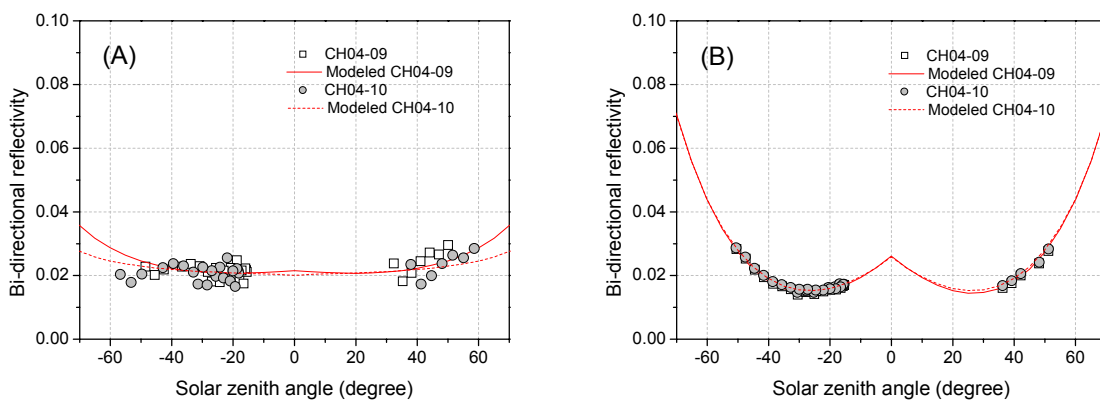 (A)
CH04-09
Modeled CH04-09
CH04-10
Modeled CH04-10
0.10
0.08
0.06
0.04
0.02
0.00
-60 -40 -20 0 20 40 60
Bi-directional reflectivity
Solar zenith angle (degree)
(B)
CH04-09
Modeled CH04-09
CH04-10
Modeled CH04-10
0.10
0.08
0.06
0.04
0.02
0.00
-60 -40 -20 0 20 40 60
Bi-directional reflectivity
Solar zenith angle (degree)